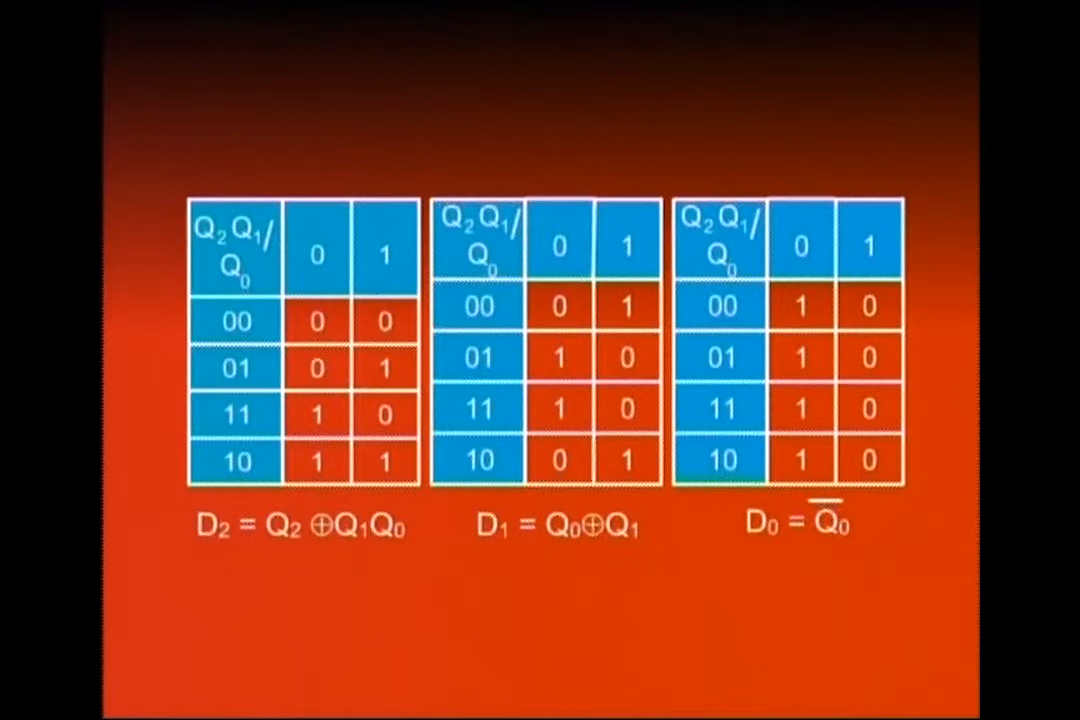 Q₂Q₁/Q₀ 0 1
00 0 0
01 0 1
11 1 0
10 1 1
D₂ = Q₂ ⊕Q₁Q₀
Q₂Q₁/Q₀ 0 1
00 0 1
01 1 0
11 1 0
10 0 1
D₁ = Q₀⊕Q₁
Q₂Q₁/Q₀ 0 1
00 1 0
01 1 0
11 1 0
10 1 0
D₀ = Q̅₀